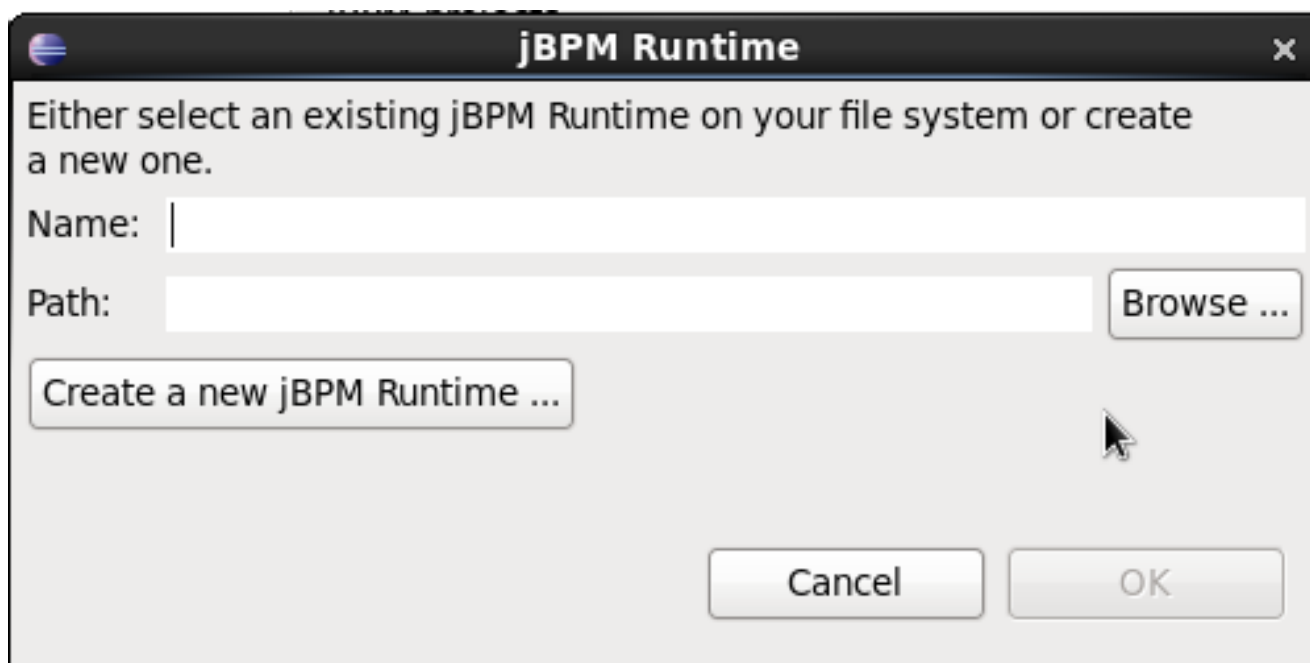 jBPM Runtime
Either select an existing jBPM Runtime on your file system or create
a new one.
Name:
Path:
Browse ...
Create a new jBPM Runtime ...
Cancel
OK